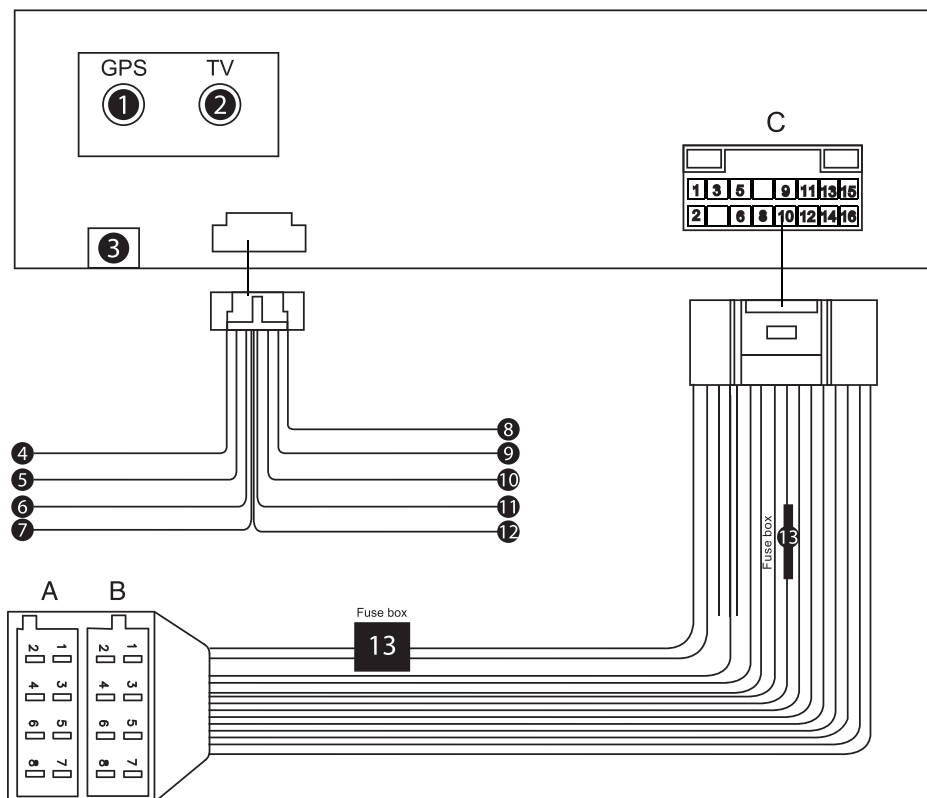 GPS TV
1 2
C
1 3 5 9 11 13 15
2 6 8 10 12 14 16
3
8
4 9
5 10
6 11
7 12
Fuse box
13
A B
Fuse box
13
2 1 2 1
4 3 4 3
6 5 6 5
8 7 8 7